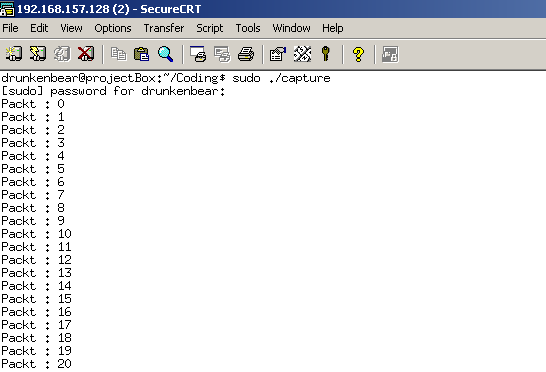 192.168.157.128 (2) - SecureCRT
File Edit View Options Transfer Script Tools Window Help
drunkenbear@projectBox:~/Coding$ sudo ./capture
[sudo] password for drunkenbear:
Packt : 0
Packt : 1
Packt : 2
Packt : 3
Packt : 4
Packt : 5
Packt : 6
Packt : 7
Packt : 8
Packt : 9
Packt : 10
Packt : 11
Packt : 12
Packt : 13
Packt : 14
Packt : 15
Packt : 16
Packt : 17
Packt : 18
Packt : 19
Packt : 20